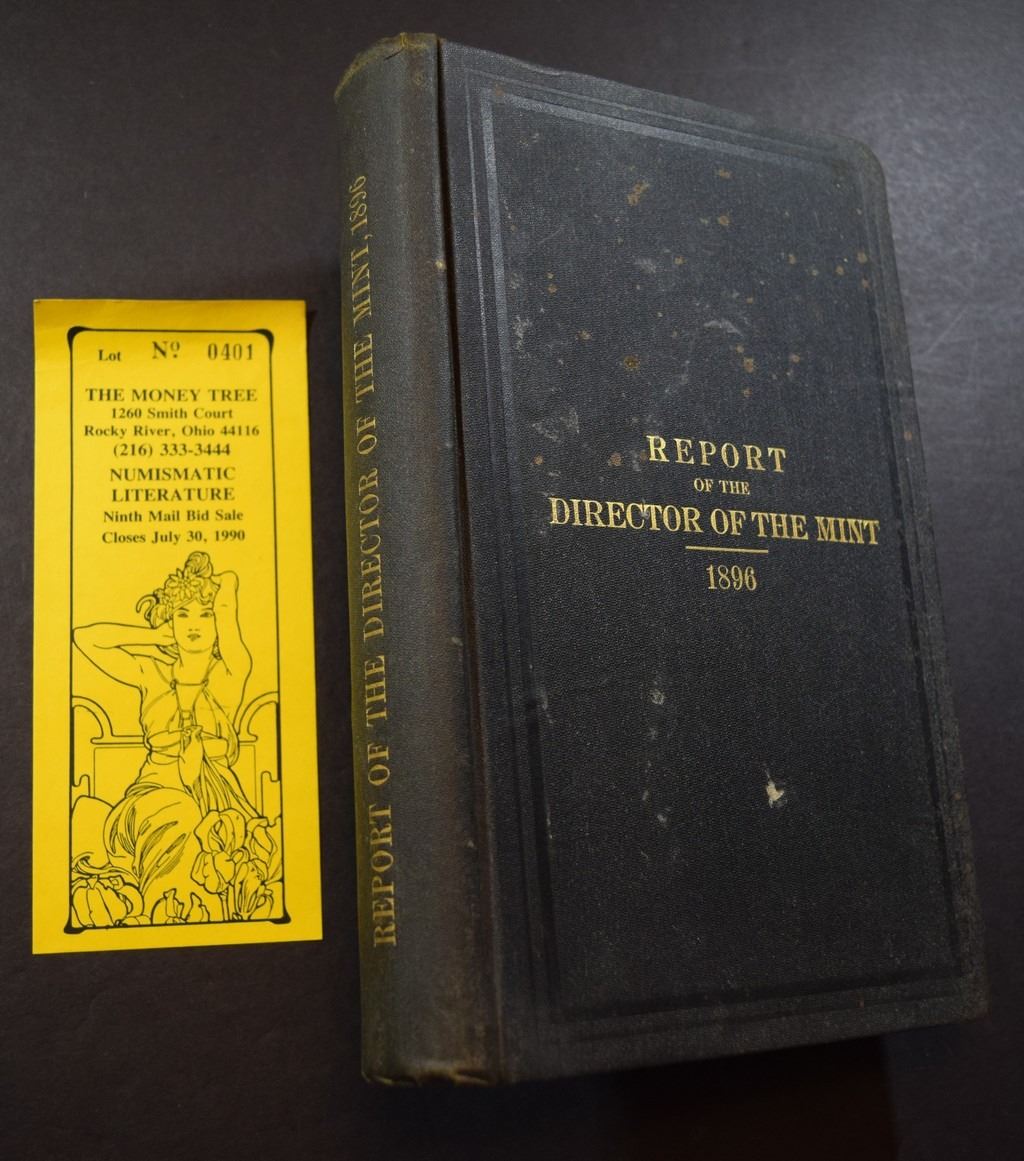 Lot Nº 0401
THE MONEY TREE
1260 Smith Court
Rocky River, Ohio 44116
(216) 333-3444
NUMISMATIC
LITERATURE
Ninth Mail Bid Sale
Closes July 30, 1990
REPORT OF THE DIRECTOR OF THE MINT, 1896
REPORT
OF THE
DIRECTOR OF THE MINT
1896